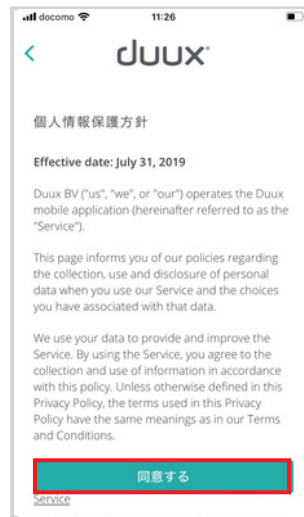 docomo 11:26
duux
個人情報保護方針
Effective date: July 31, 2019
Duux BV ("us", "we", or "our") operates the Duux
mobile application (hereinafter referred to as the
"Service").
This page informs you of our policies regarding
the collection, use and disclosure of personal
data when you use our Service and the choices
you have associated with that data.
We use your data to provide and improve the
Service. By using the Service, you agree to the
collection and use of information in accordance
with this policy. Unless otherwise defined in this
Privacy Policy, the terms used in this Privacy
Policy have the same meanings as in our Terms
and Conditions.
同意する
Service